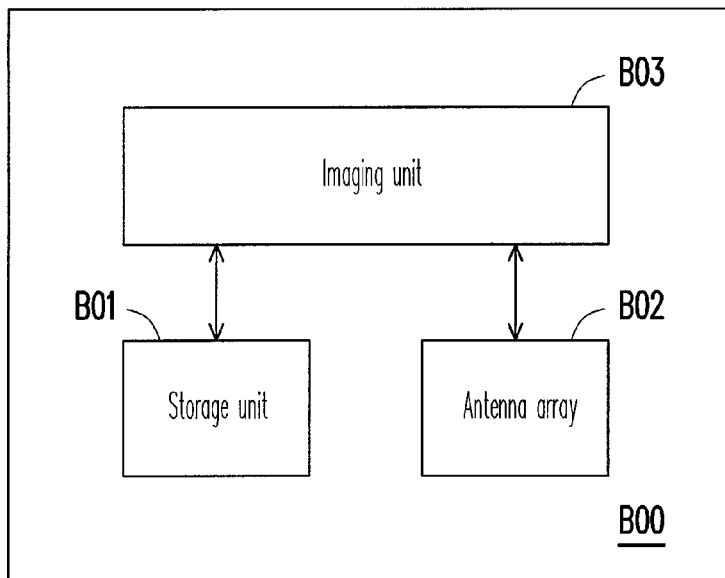 B03
Imaging unit
B01
B02
Storage unit
Antenna array
B00